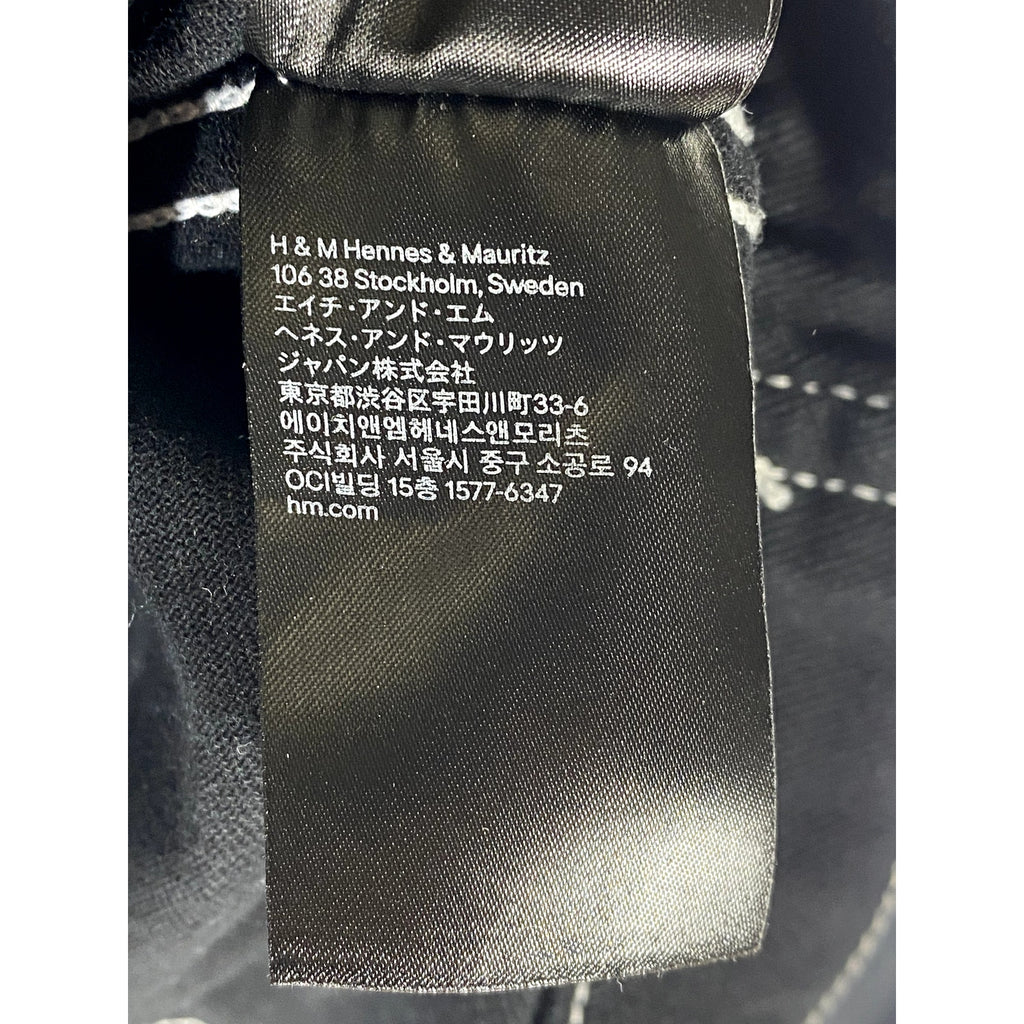 H & M Hennes & Mauritz
106 38 Stockholm, Sweden
エイチ・アンド・エム
ヘネス・アンド・マウリッツ
ジャパン株式会社
東京都渋谷区宇田川町33-6
에이치앤엠헤네스앤모리츠
주식회사 서울시 중구 소공로 94
OCI빌딩 15층 1577-6347
hm.com